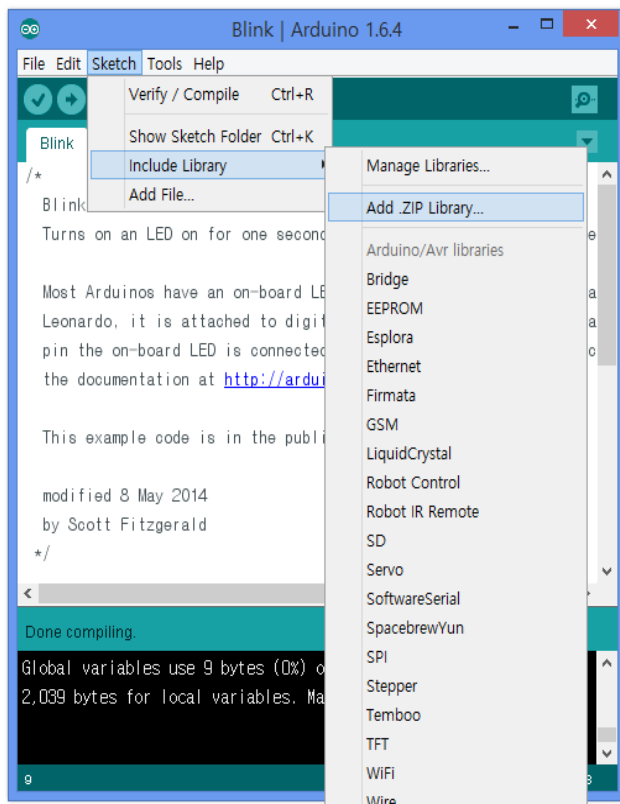 Blink | Arduino 1.6.4
File Edit Sketch Tools Help
Verify / Compile Ctrl+R
Show Sketch Folder Ctrl+K
Include Library
Add File...
Manage Libraries...
Add .ZIP Library...
Arduino/Avr libraries
Bridge
EEPROM
Esplora
Ethernet
Firmata
GSM
LiquidCrystal
Robot Control
Robot IR Remote
SD
Servo
SoftwareSerial
SpacebrewYun
SPI
Stepper
Temboo
TFT
WiFi
Wire
Blink
/*
Blink
Turns on an LED on for one second
Most Arduinos have an on-board LE
Leonardo, it is attached to digit
pin the on-board LED is connected
the documentation at http://ardui
This example code is in the publi
modified 8 May 2014
by Scott Fitzgerald
*/
Done compiling.
Global variables use 9 bytes (0%) o
2,039 bytes for local variables. Ma
9